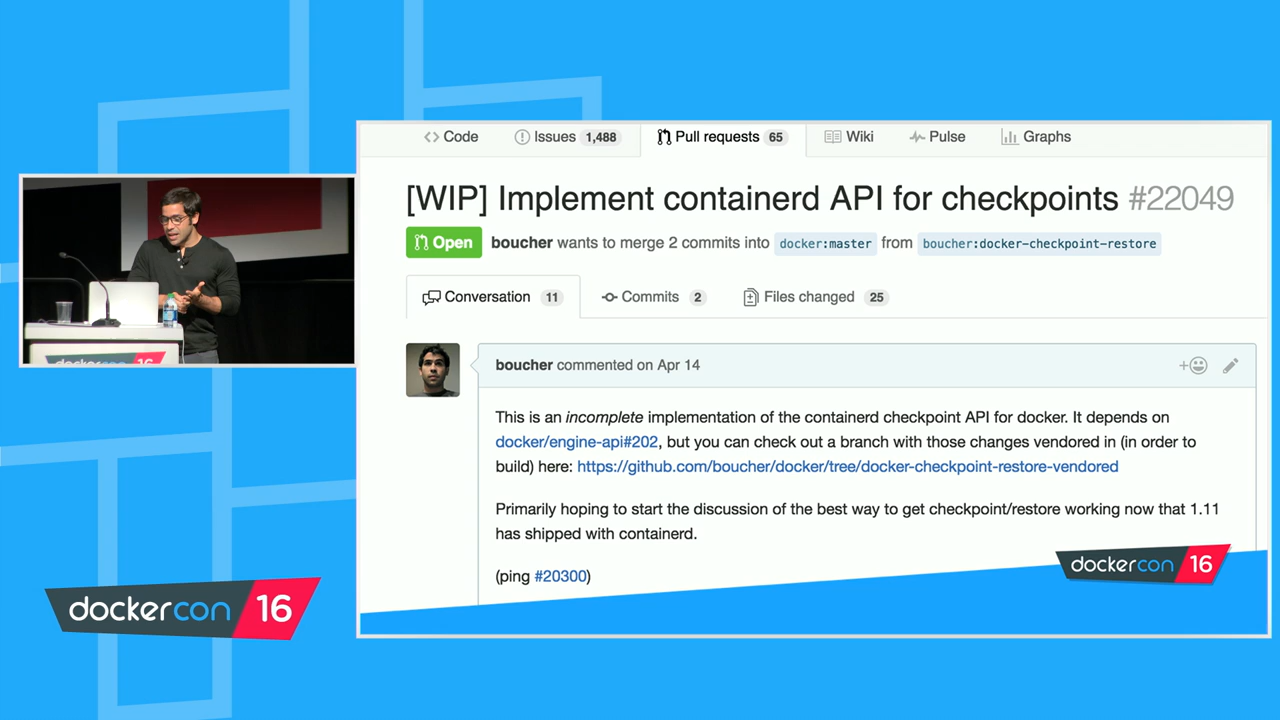 Code Issues 1,488 Pull requests 65 Wiki Pulse Graphs
[WIP] Implement containerd API for checkpoints #22049
Open boucher wants to merge 2 commits into docker:master from boucher:docker-checkpoint-restore
Conversation 11 Commits 2 Files changed 25
boucher commented on Apr 14
This is an incomplete implementation of the containerd checkpoint API for docker. It depends on
docker/engine-api#202, but you can check out a branch with those changes vendored in (in order to
build) here: https://github.com/boucher/docker/tree/docker-checkpoint-restore-vendored
Primarily hoping to start the discussion of the best way to get checkpoint/restore working now that 1.11
has shipped with containerd.
(ping #20300)
dockercon 16
dockercon 16
dockercon 16